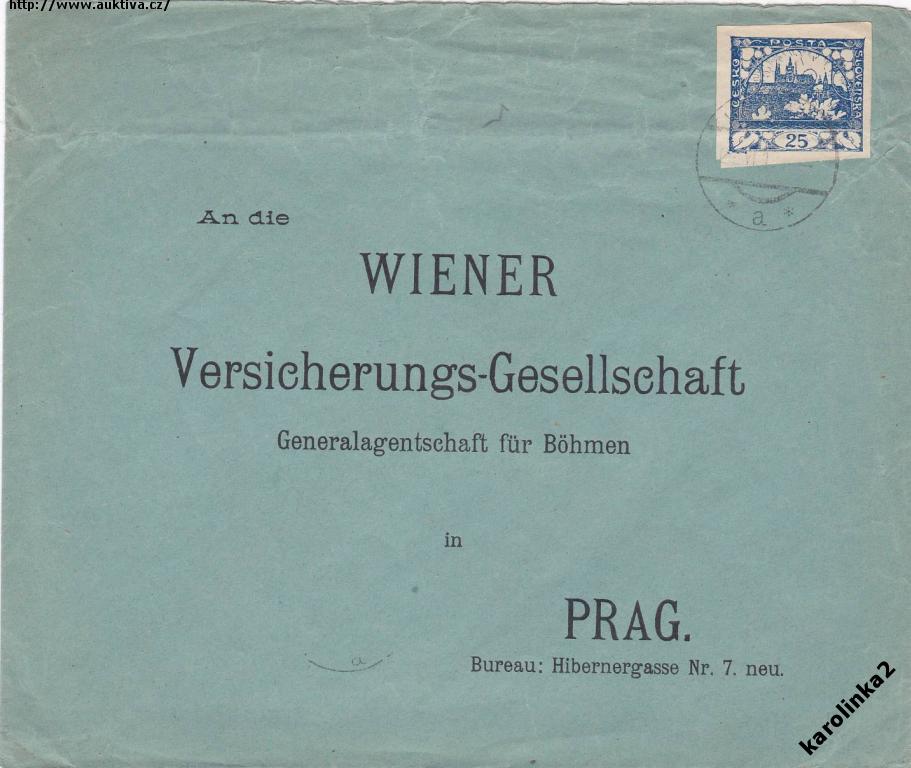 http://www.auktiva.cz/
POSTA
ČESKO
SLOVENSKÁ
25
* a *
An die
WIENER
Versicherungs-Gesellschaft
Generalagentschaft für Böhmen
in
PRAG.
Bureau: Hibernergasse Nr. 7. neu.
a
karolinka2